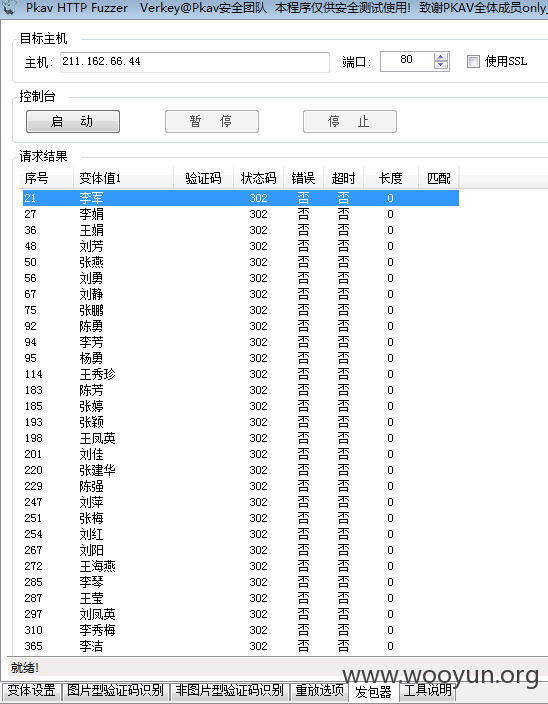 Pkav HTTP Fuzzer Verkey@Pkav安全团队 本程序仅供安全测试使用! 致谢PKAV全体成员only_
目标主机
主机: 211.162.66.44 端口: 80 使用SSL
控制台
启 动 暂 停 停 止
请求结果
序号 变体值1 验证码 状态码 错误 超时 长度 匹配
21 李军 302 否 否 0
27 李娟 302 否 否 0
36 王娟 302 否 否 0
48 刘芳 302 否 否 0
50 张燕 302 否 否 0
56 刘勇 302 否 否 0
67 刘静 302 否 否 0
75 张鹏 302 否 否 0
92 陈勇 302 否 否 0
94 李芳 302 否 否 0
95 杨勇 302 否 否 0
114 王秀珍 302 否 否 0
183 陈芳 302 否 否 0
185 张婷 302 否 否 0
193 张颖 302 否 否 0
198 王凤英 302 否 否 0
201 刘佳 302 否 否 0
220 张建华 302 否 否 0
229 陈强 302 否 否 0
247 刘萍 302 否 否 0
251 张梅 302 否 否 0
254 刘红 302 否 否 0
267 刘阳 302 否 否 0
272 王海燕 302 否 否 0
285 李琴 302 否 否 0
287 王莹 302 否 否 0
297 刘凤英 302 否 否 0
310 李秀梅 302 否 否 0
365 李洁 302 否 否 0
就绪!
www.wooyun.org
变体设置 图片型验证码识别 非图片型验证码识别 重放选项 发包器 工具说明